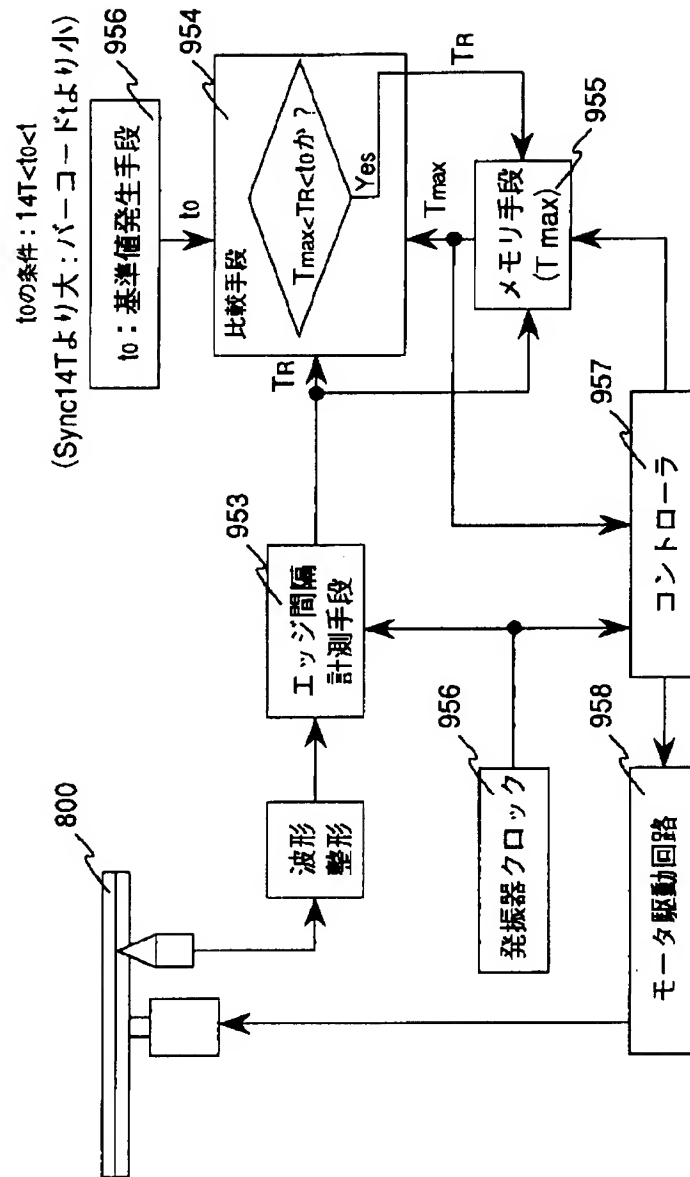 t0の条件：14T<t0<t
(Sync14Tより大：バーコードtより小)
956
t0：基準値発生手段
t0
954
比較手段
Tmax<TR<t0か？
Yes
TR
TR
Tmax
955
メモリ手段
(T max)
953
エッジ間隔
計測手段
800
波形
整形
956
発振器クロック
957
コントローラ
958
モータ駆動回路